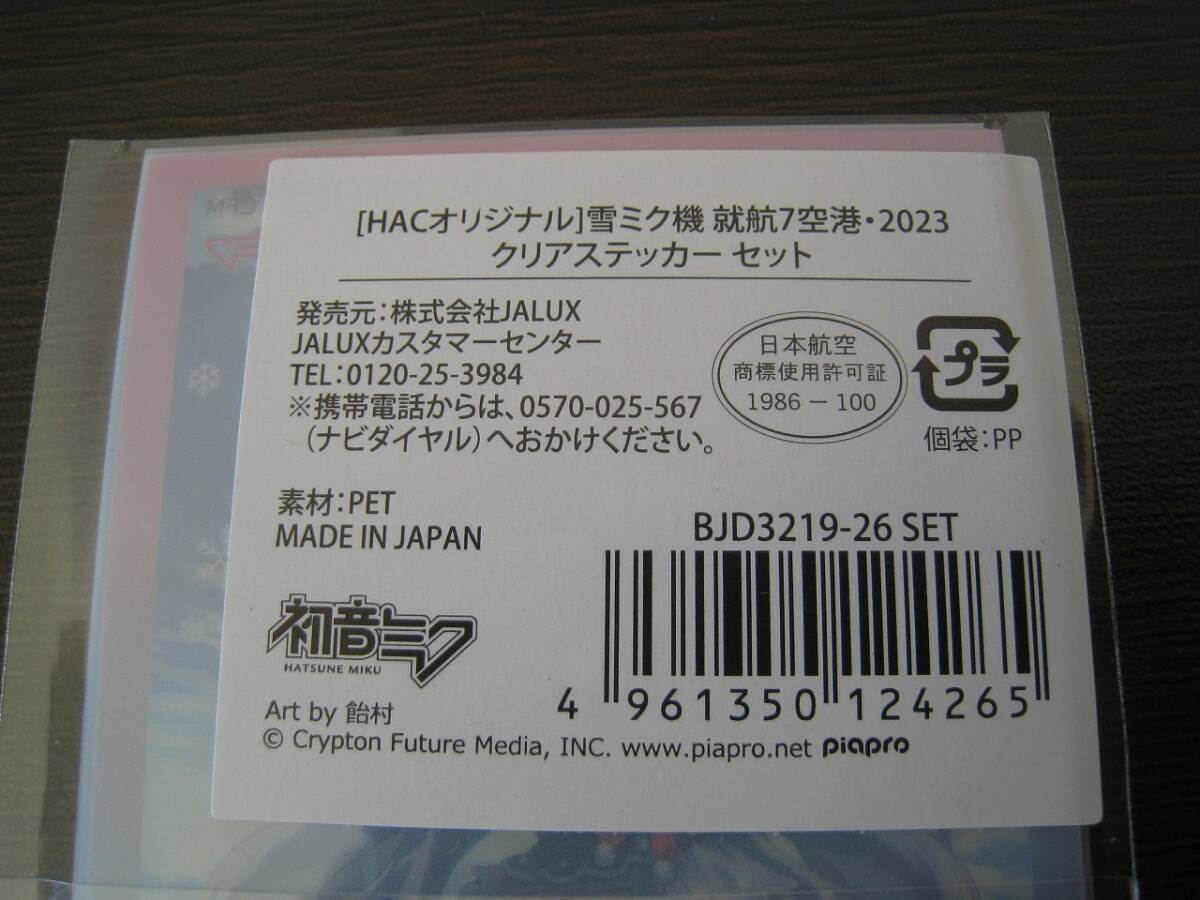 [HACオリジナル]雪ミク機 就航7空港・2023
クリアステッカー セット
発売元:株式会社JALUX
JALUXカスタマーセンター
TEL:0120-25-3984
※携帯電話からは、0570-025-567
(ナビダイヤル)へおかけください。
日本航空
商標使用許可証
1986 － 100
プラ
個袋:PP
素材:PET
MADE IN JAPAN
BJD3219-26 SET
4 961350 124265
初音ミク
HATSUNE MIKU
Art by 飴村
© Crypton Future Media, INC. www.piapro.net piapro